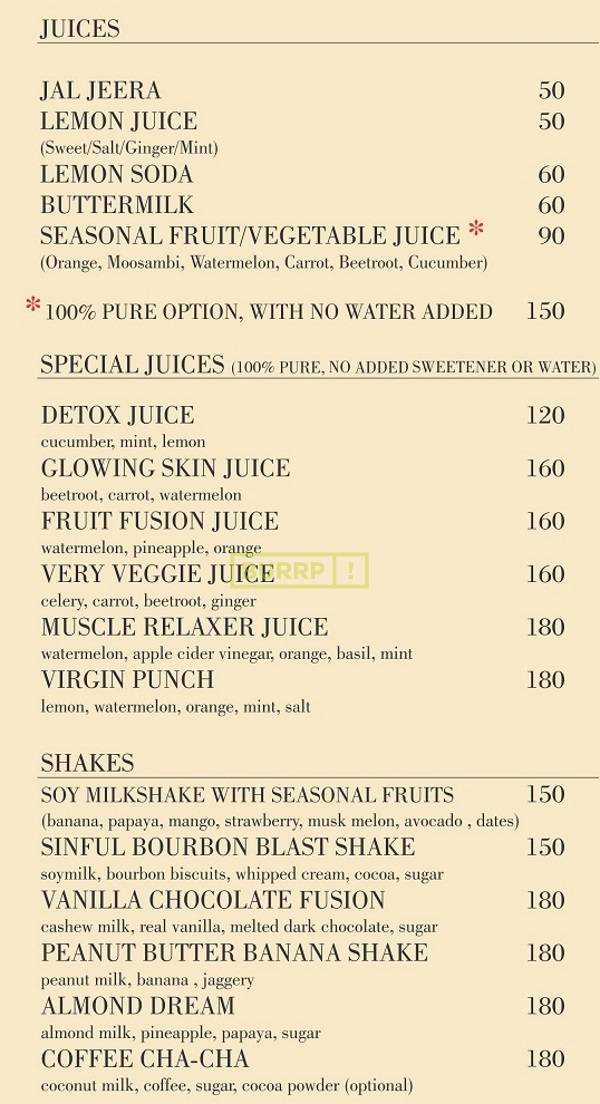 JUICES
JAL JEERA 50
LEMON JUICE 50
(Sweet/Salt/Ginger/Mint)
LEMON SODA 60
BUTTERMILK 60
SEASONAL FRUIT/VEGETABLE JUICE * 90
(Orange, Moosambi, Watermelon, Carrot, Beetroot, Cucumber)
* 100% PURE OPTION, WITH NO WATER ADDED 150
SPECIAL JUICES (100% PURE, NO ADDED SWEETENER OR WATER)
DETOX JUICE 120
cucumber, mint, lemon
GLOWING SKIN JUICE 160
beetroot, carrot, watermelon
FRUIT FUSION JUICE 160
watermelon, pineapple, orange
VERY VEGGIE JUICE 160
BURRP!
celery, carrot, beetroot, ginger
MUSCLE RELAXER JUICE 180
watermelon, apple cider vinegar, orange, basil, mint
VIRGIN PUNCH 180
lemon, watermelon, orange, mint, salt
SHAKES
SOY MILKSHAKE WITH SEASONAL FRUITS 150
(banana, papaya, mango, strawberry, musk melon, avocado , dates)
SINFUL BOURBON BLAST SHAKE 150
soymilk, bourbon biscuits, whipped cream, cocoa, sugar
VANILLA CHOCOLATE FUSION 180
cashew milk, real vanilla, melted dark chocolate, sugar
PEANUT BUTTER BANANA SHAKE 180
peanut milk, banana , jaggery
ALMOND DREAM 180
almond milk, pineapple, papaya, sugar
COFFEE CHA-CHA 180
coconut milk, coffee, sugar, cocoa powder (optional)